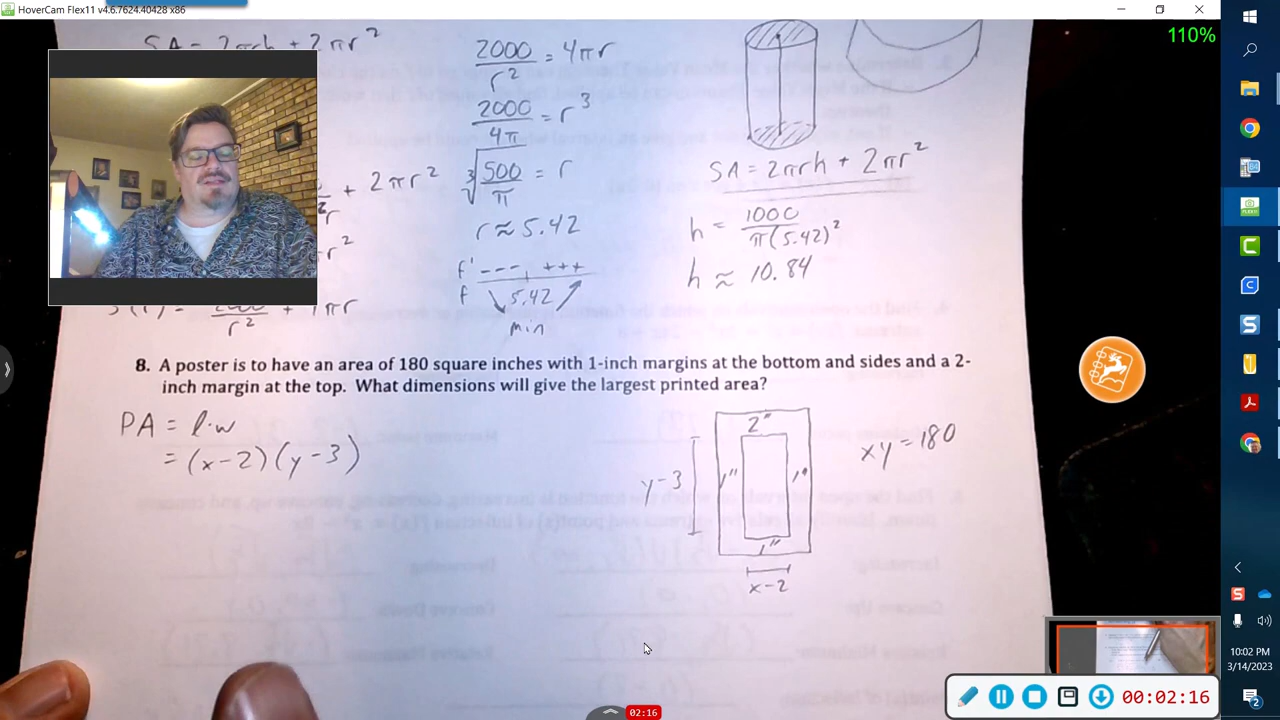 HoverCam Flex11 v4.6.7624.40428 x86
110%
SA = 2πrh + 2πr²
+ 2πr²
2000/r² = 4πr
2000/4π = r³
∛(500/π) = r
r ≈ 5.42
f' - - - + + +
f 5.42
min
SA = 2πrh + 2πr²
h = 1000/π(5.42)²
h ≈ 10.84
8. A poster is to have an area of 180 square inches with 1-inch margins at the bottom and sides and a 2-
inch margin at the top. What dimensions will give the largest printed area?
PA = l·w
= (x-2)(y-3)
2"
xy = 180
y-3
1"
1"
1"
x-2
10:02 PM
3/14/2023
00:02:16
02:16